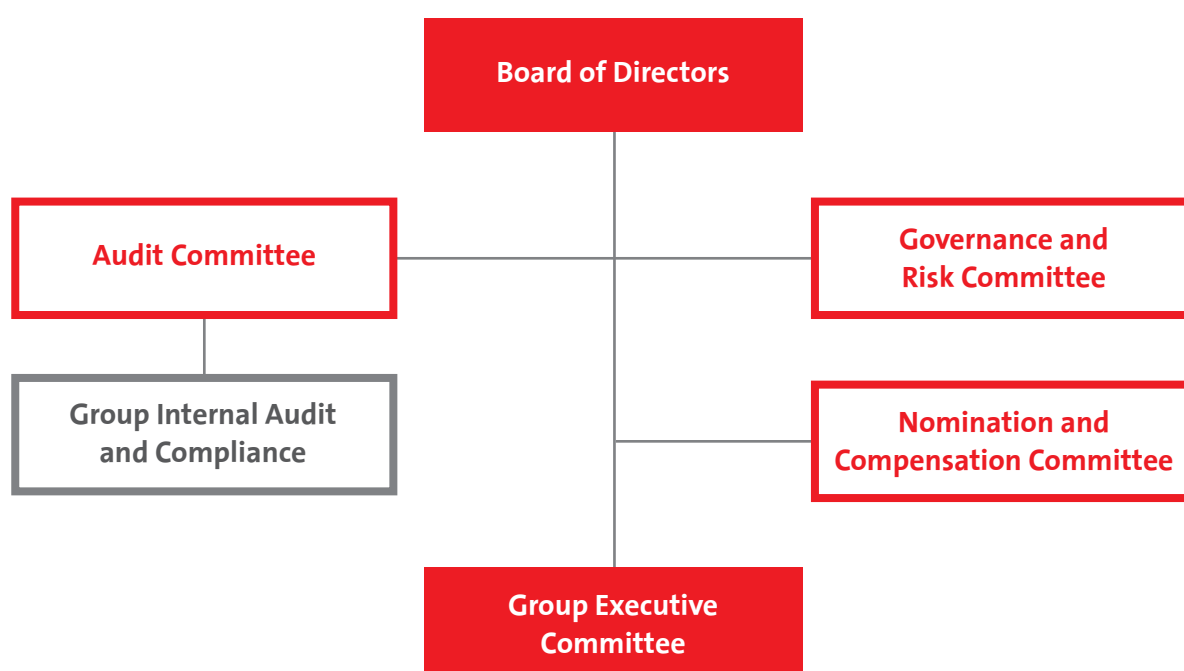 Board of Directors
Audit Committee
Governance and
Risk Committee
Group Internal Audit
and Compliance
Nomination and
Compensation Committee
Group Executive
Committee